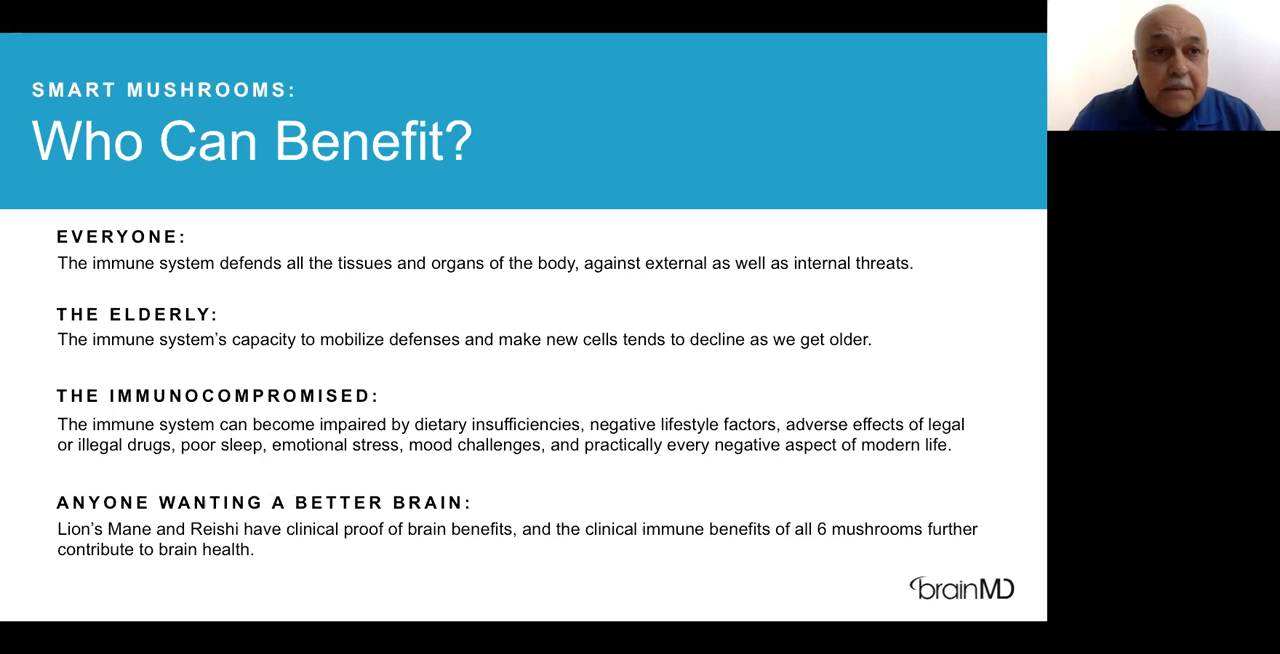 SMART MUSHROOMS:
Who Can Benefit?
EVERYONE:
The immune system defends all the tissues and organs of the body, against external as well as internal threats.
THE ELDERLY:
The immune system’s capacity to mobilize defenses and make new cells tends to decline as we get older.
THE IMMUNOCOMPROMISED:
The immune system can become impaired by dietary insufficiencies, negative lifestyle factors, adverse effects of legal
or illegal drugs, poor sleep, emotional stress, mood challenges, and practically every negative aspect of modern life.
ANYONE WANTING A BETTER BRAIN:
Lion’s Mane and Reishi have clinical proof of brain benefits, and the clinical immune benefits of all 6 mushrooms further
contribute to brain health.
brainMD